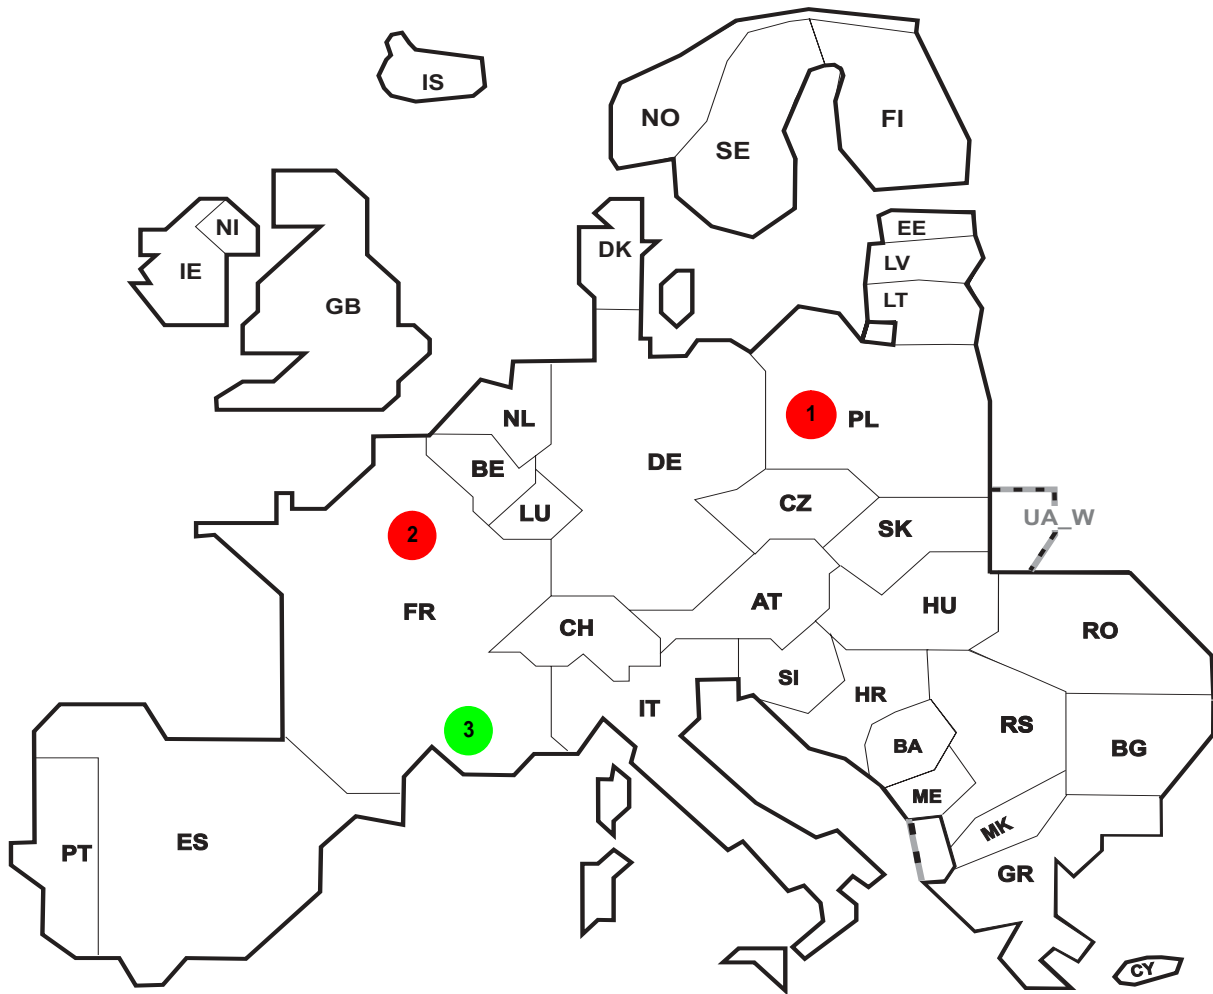 IS
NO
SE
FI
NI
IE
GB
DK
EE
LV
LT
1
PL
NL
BE
DE
LU
CZ
SK
UA_W
2
FR
CH
AT
HU
RO
SI
HR
IT
3
RS
BA
BG
ME
MK
PT
ES
GR
CY